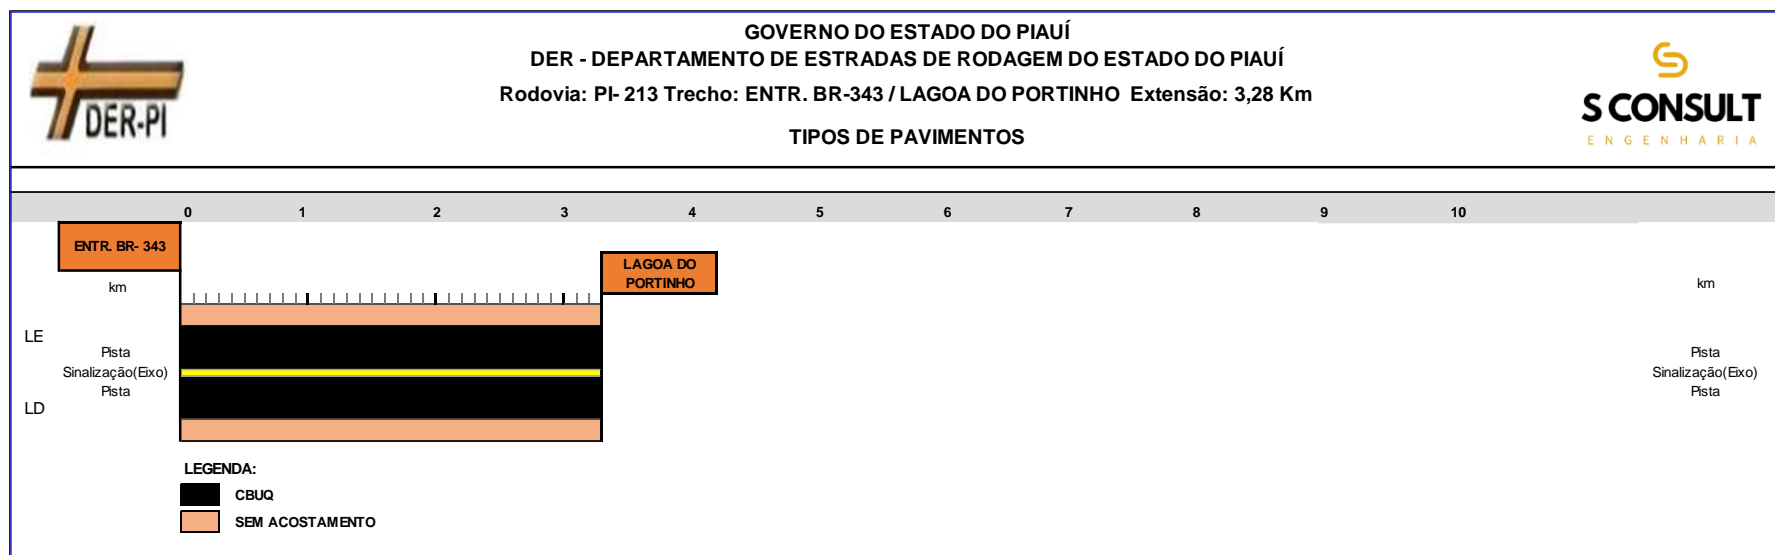 GOVERNO DO ESTADO DO PIAUÍ
DER - DEPARTAMENTO DE ESTRADAS DE RODAGEM DO ESTADO DO PIAUÍ
Rodovia: PI- 213 Trecho: ENTR. BR-343 / LAGOA DO PORTINHO Extensão: 3,28 Km
TIPOS DE PAVIMENTOS
DER-PI
S CONSULT
ENGENHARIA
0 1 2 3 4 5 6 7 8 9 10
ENTR. BR- 343
LAGOA DO
PORTINHO
km km
LE
Pista Pista
Sinalização(Eixo) Sinalização(Eixo)
Pista Pista
LD
LEGENDA:
CBUQ
SEM ACOSTAMENTO